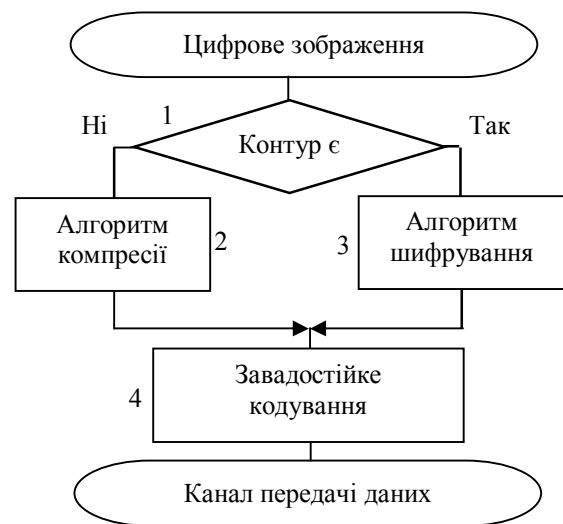 Цифрове зображення
1
Ні
Так
Контур є
Алгоритм
компресії
2
3
Алгоритм
шифрування
4
Завадостійке
кодування
Канал передачі даних